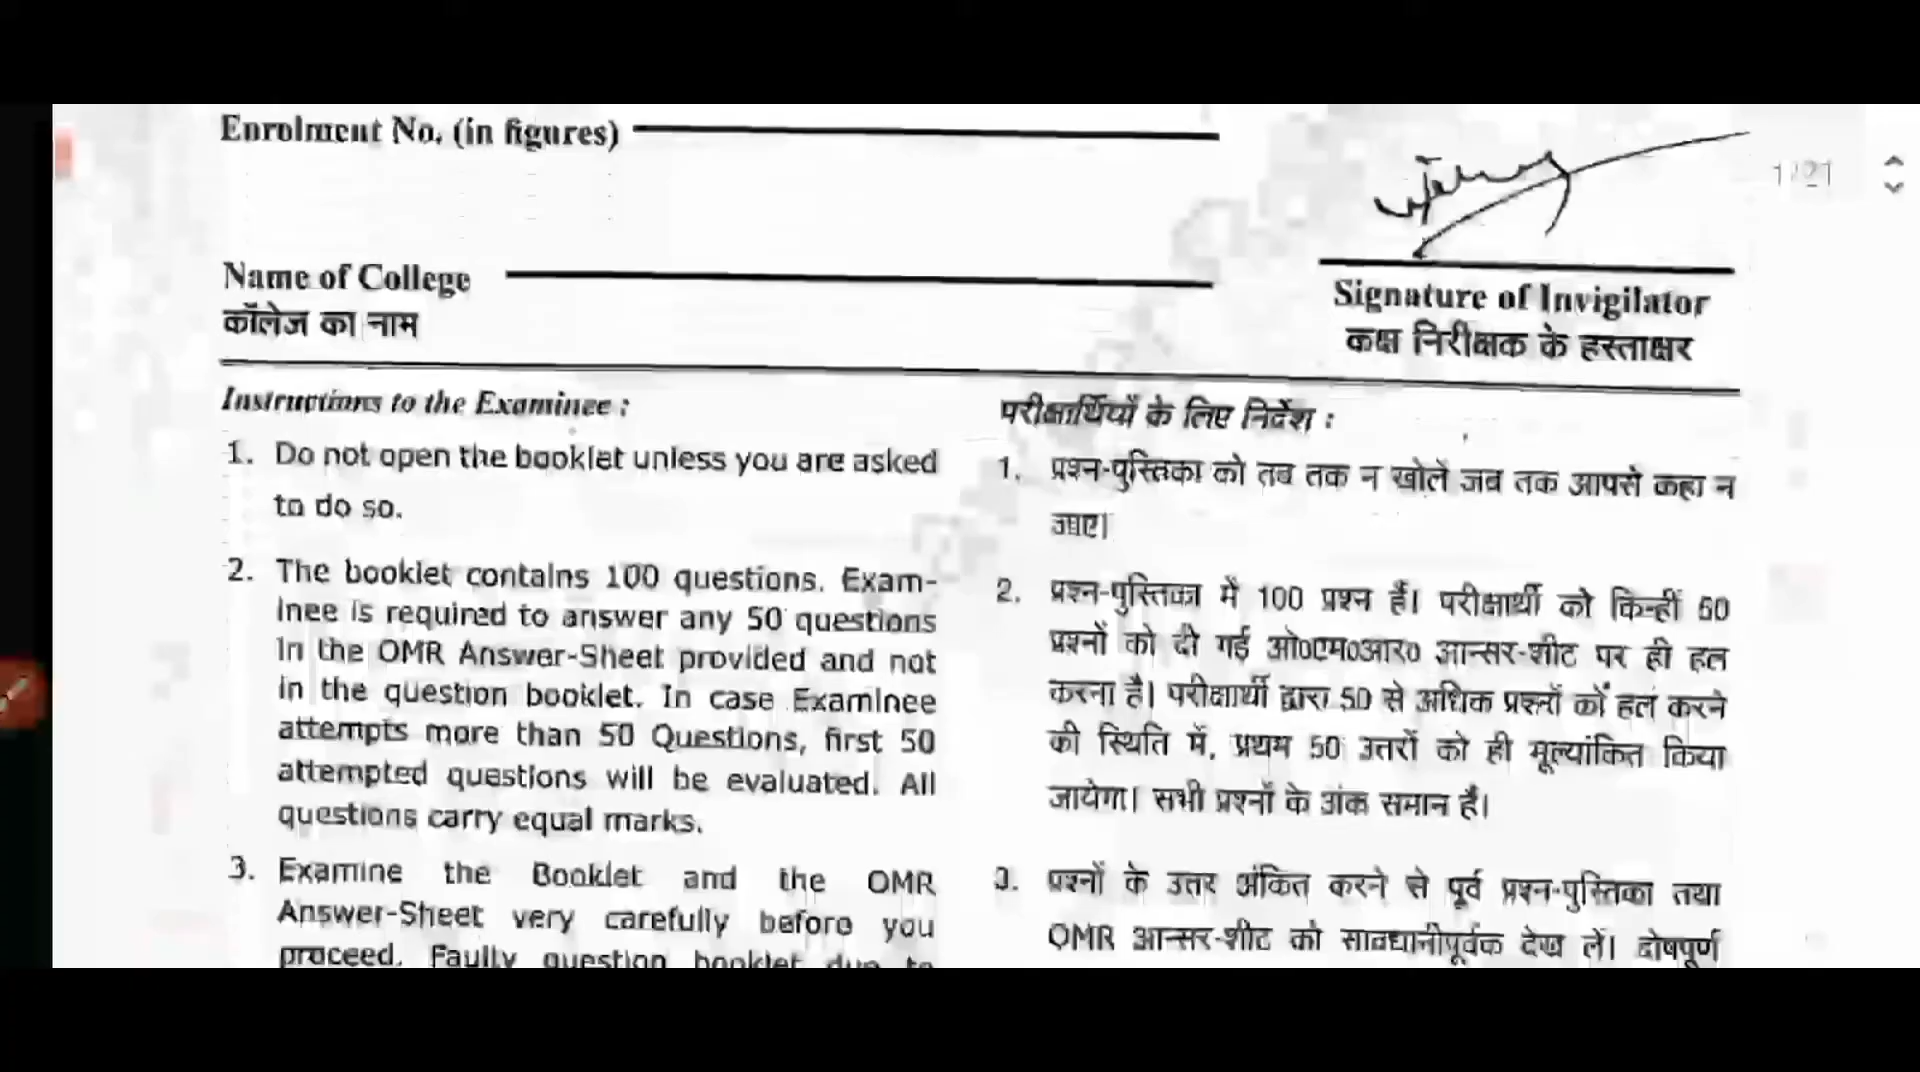 Enrolment No. (in figures)
1/21
Name of College
कॉलेज का नाम
Signature of Invigilator
कक्ष निरीक्षक के हस्ताक्षर
Instructions to the Examinee :
1. Do not open the booklet unless you are asked
to do so.
2. The booklet contains 100 questions. Exam-
inee is required to answer any 50 questions
in the OMR Answer-Sheet provided and not
in the question booklet. In case Examinee
attempts more than 50 Questions, first 50
attempted questions will be evaluated. All
questions carry equal marks.
3. Examine the Booklet and the OMR
Answer-Sheet very carefully before you
proceed. Faulty question booklet due to
परीक्षार्थियों के लिए निर्देश :
1. प्रश्न-पुस्तिका को तब तक न खोलें जब तक आपसे कहा न
जाए।
2. प्रश्न-पुस्तिका में 100 प्रश्न हैं। परीक्षार्थी को किन्हीं 50
प्रश्नों को दी गई ओ०एम०आर० आन्सर-शीट पर ही हल
करना है। परीक्षार्थी द्वारा 50 से अधिक प्रश्नों को हल करने
की स्थिति में, प्रथम 50 उत्तरों को ही मूल्यांकित किया
जायेगा। सभी प्रश्नों के अंक समान हैं।
3. प्रश्नों के उत्तर अंकित करने से पूर्व प्रश्न-पुस्तिका तथा
OMR आन्सर-शीट को सावधानीपूर्वक देख लें। दोषपूर्ण